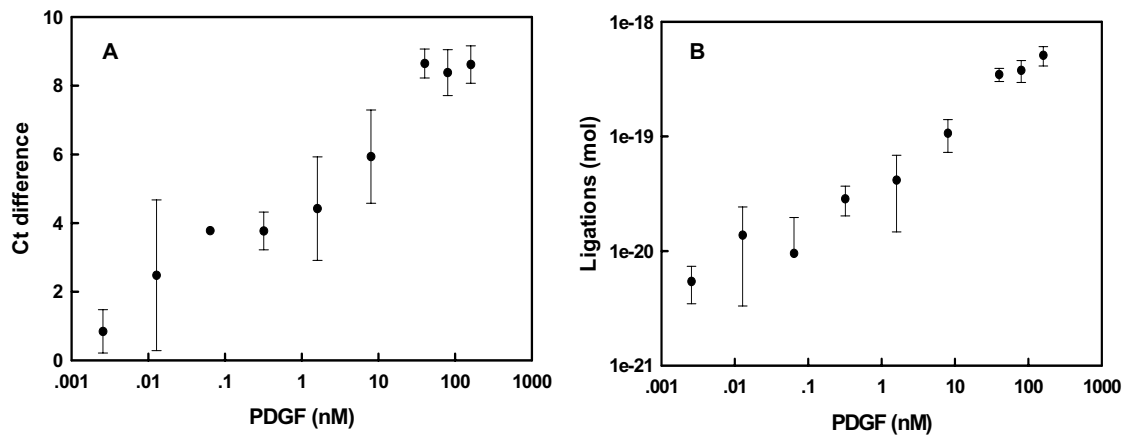 10
8
6
4
2
0
Ct difference
A
.001 .01 .1 1 10 100 1000
PDGF (nM)
1e-18
1e-19
1e-20
1e-21
Ligations (mol)
B
.001 .01 .1 1 10 100 1000
PDGF (nM)